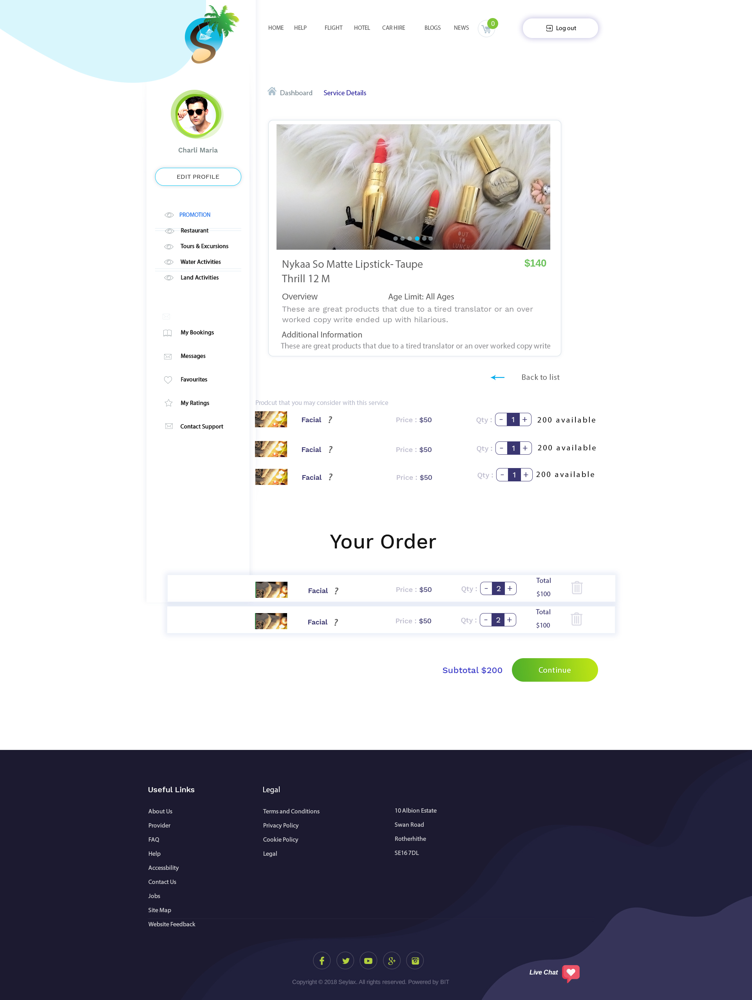 HOME HELP FLIGHT HOTEL CAR HIRE BLOGS NEWS 0 Log out
Dashboard Service Details
Charli Maria
EDIT PROFILE
PROMOTION
Restaurant
Tours & Excursions
Water Activities
Land Activities
My Bookings
Messages
Favourites
My Ratings
Contact Support
Angel
OUT
TO
LUNCH
Nykaa So Matte Lipstick- Taupe $140
Thrill 12 M
Overview Age Limit: All Ages
These are great products that due to a tired translator or an over
worked copy write ended up with hilarious.
Additional Information
These are great products that due to a tired translator or an over worked copy write
Back to list
Prodcut that you may consider with this service
Facial ? Price : $50 Qty : - 1 + 200 available
Facial ? Price : $50 Qty : - 1 + 200 available
Facial ? Price : $50 Qty : - 1 + 200 available
Your Order
Facial ? Price : $50 Qty : - 2 + Total
$100
Facial ? Price : $50 Qty : - 2 + Total
$100
Subtotal $200 Continue
Useful Links
About Us
Provider
FAQ
Help
Accessbility
Contact Us
Jobs
Site Map
Website Feedback
Legal
Terms and Conditions
Privacy Policy
Cookie Policy
Legal
10 Albion Estate
Swan Road
Rotherhithe
SE16 7DL
Live Chat
Copyright © 2018 Seylax. All rights reserved. Powered by BIT